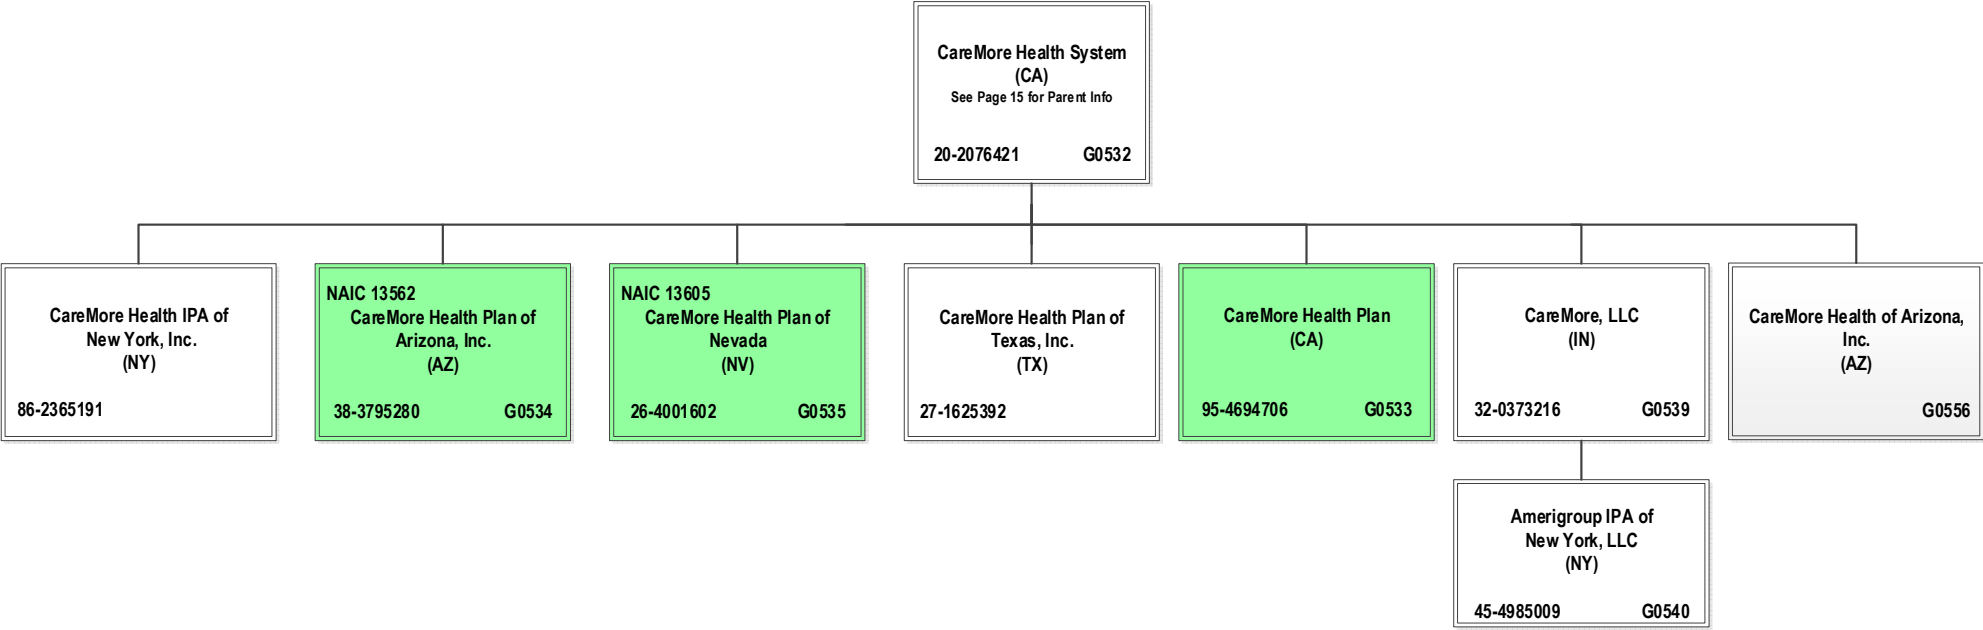 CareMore Health System
(CA)
See Page 15 for Parent Info
20-2076421 G0532
CareMore Health IPA of
New York, Inc.
(NY)
86-2365191
NAIC 13562
CareMore Health Plan of
Arizona, Inc.
(AZ)
38-3795280 G0534
NAIC 13605
CareMore Health Plan of
Nevada
(NV)
26-4001602 G0535
CareMore Health Plan of
Texas, Inc.
(TX)
27-1625392
CareMore Health Plan
(CA)
95-4694706 G0533
CareMore, LLC
(IN)
32-0373216 G0539
CareMore Health of Arizona,
Inc.
(AZ)
G0556
Amerigroup IPA of
New York, LLC
(NY)
45-4985009 G0540